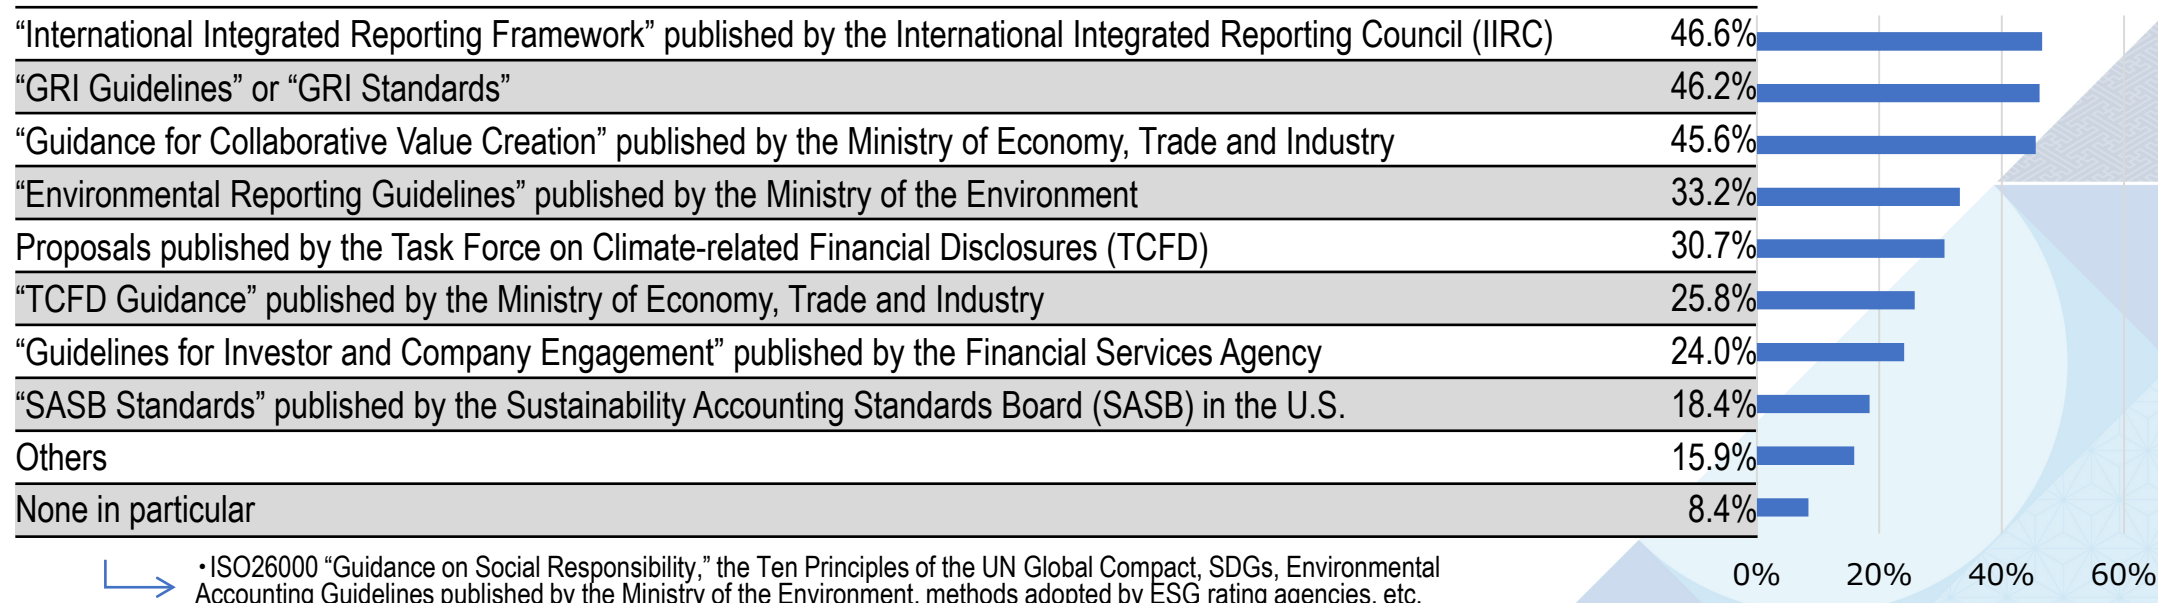 “International Integrated Reporting Framework” published by the International Integrated Reporting Council (IIRC) 46.6%
“GRI Guidelines” or “GRI Standards” 46.2%
“Guidance for Collaborative Value Creation” published by the Ministry of Economy, Trade and Industry 45.6%
“Environmental Reporting Guidelines” published by the Ministry of the Environment 33.2%
Proposals published by the Task Force on Climate-related Financial Disclosures (TCFD) 30.7%
“TCFD Guidance” published by the Ministry of Economy, Trade and Industry 25.8%
“Guidelines for Investor and Company Engagement” published by the Financial Services Agency 24.0%
“SASB Standards” published by the Sustainability Accounting Standards Board (SASB) in the U.S. 18.4%
Others 15.9%
None in particular 8.4%
・ISO26000 “Guidance on Social Responsibility,” the Ten Principles of the UN Global Compact, SDGs, Environmental
Accounting Guidelines published by the Ministry of the Environment, methods adopted by ESG rating agencies, etc.
0% 20% 40% 60%